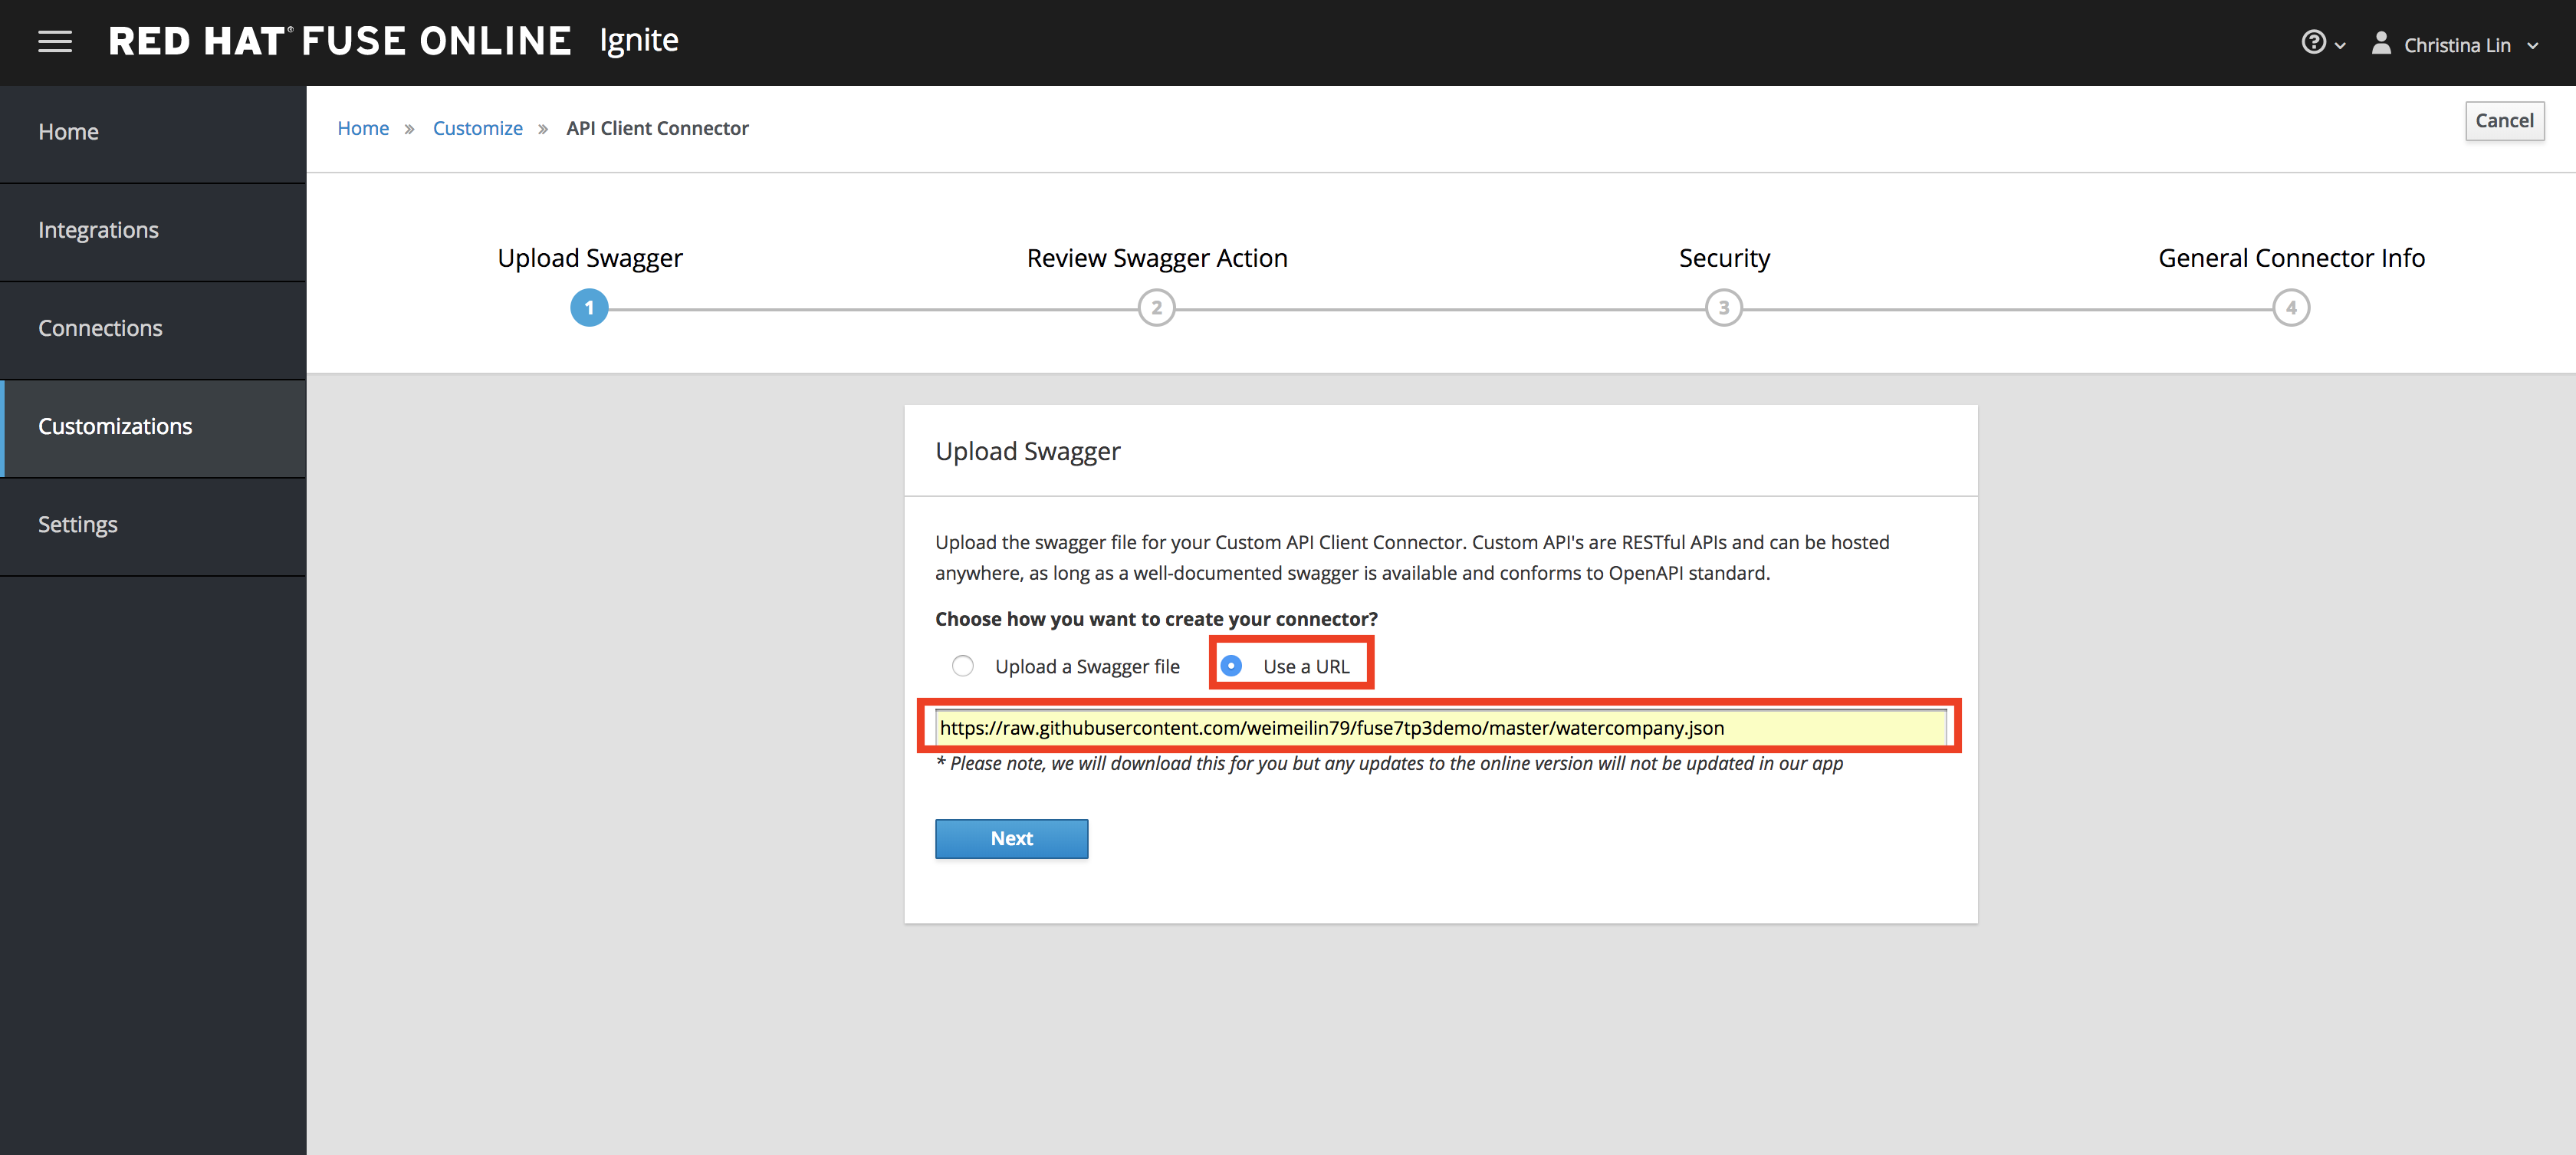 RED HAT® FUSE ONLINE Ignite
Christina Lin
Home
Integrations
Connections
Customizations
Settings
Home » Customize » API Client Connector
Cancel
Upload Swagger
Review Swagger Action
Security
General Connector Info
1
2
3
4
Upload Swagger
Upload the swagger file for your Custom API Client Connector. Custom API's are RESTful APIs and can be hosted
anywhere, as long as a well-documented swagger is available and conforms to OpenAPI standard.
Choose how you want to create your connector?
Upload a Swagger file
Use a URL
https://raw.githubusercontent.com/weimeilin79/fuse7tp3demo/master/watercompany.json
* Please note, we will download this for you but any updates to the online version will not be updated in our app
Next